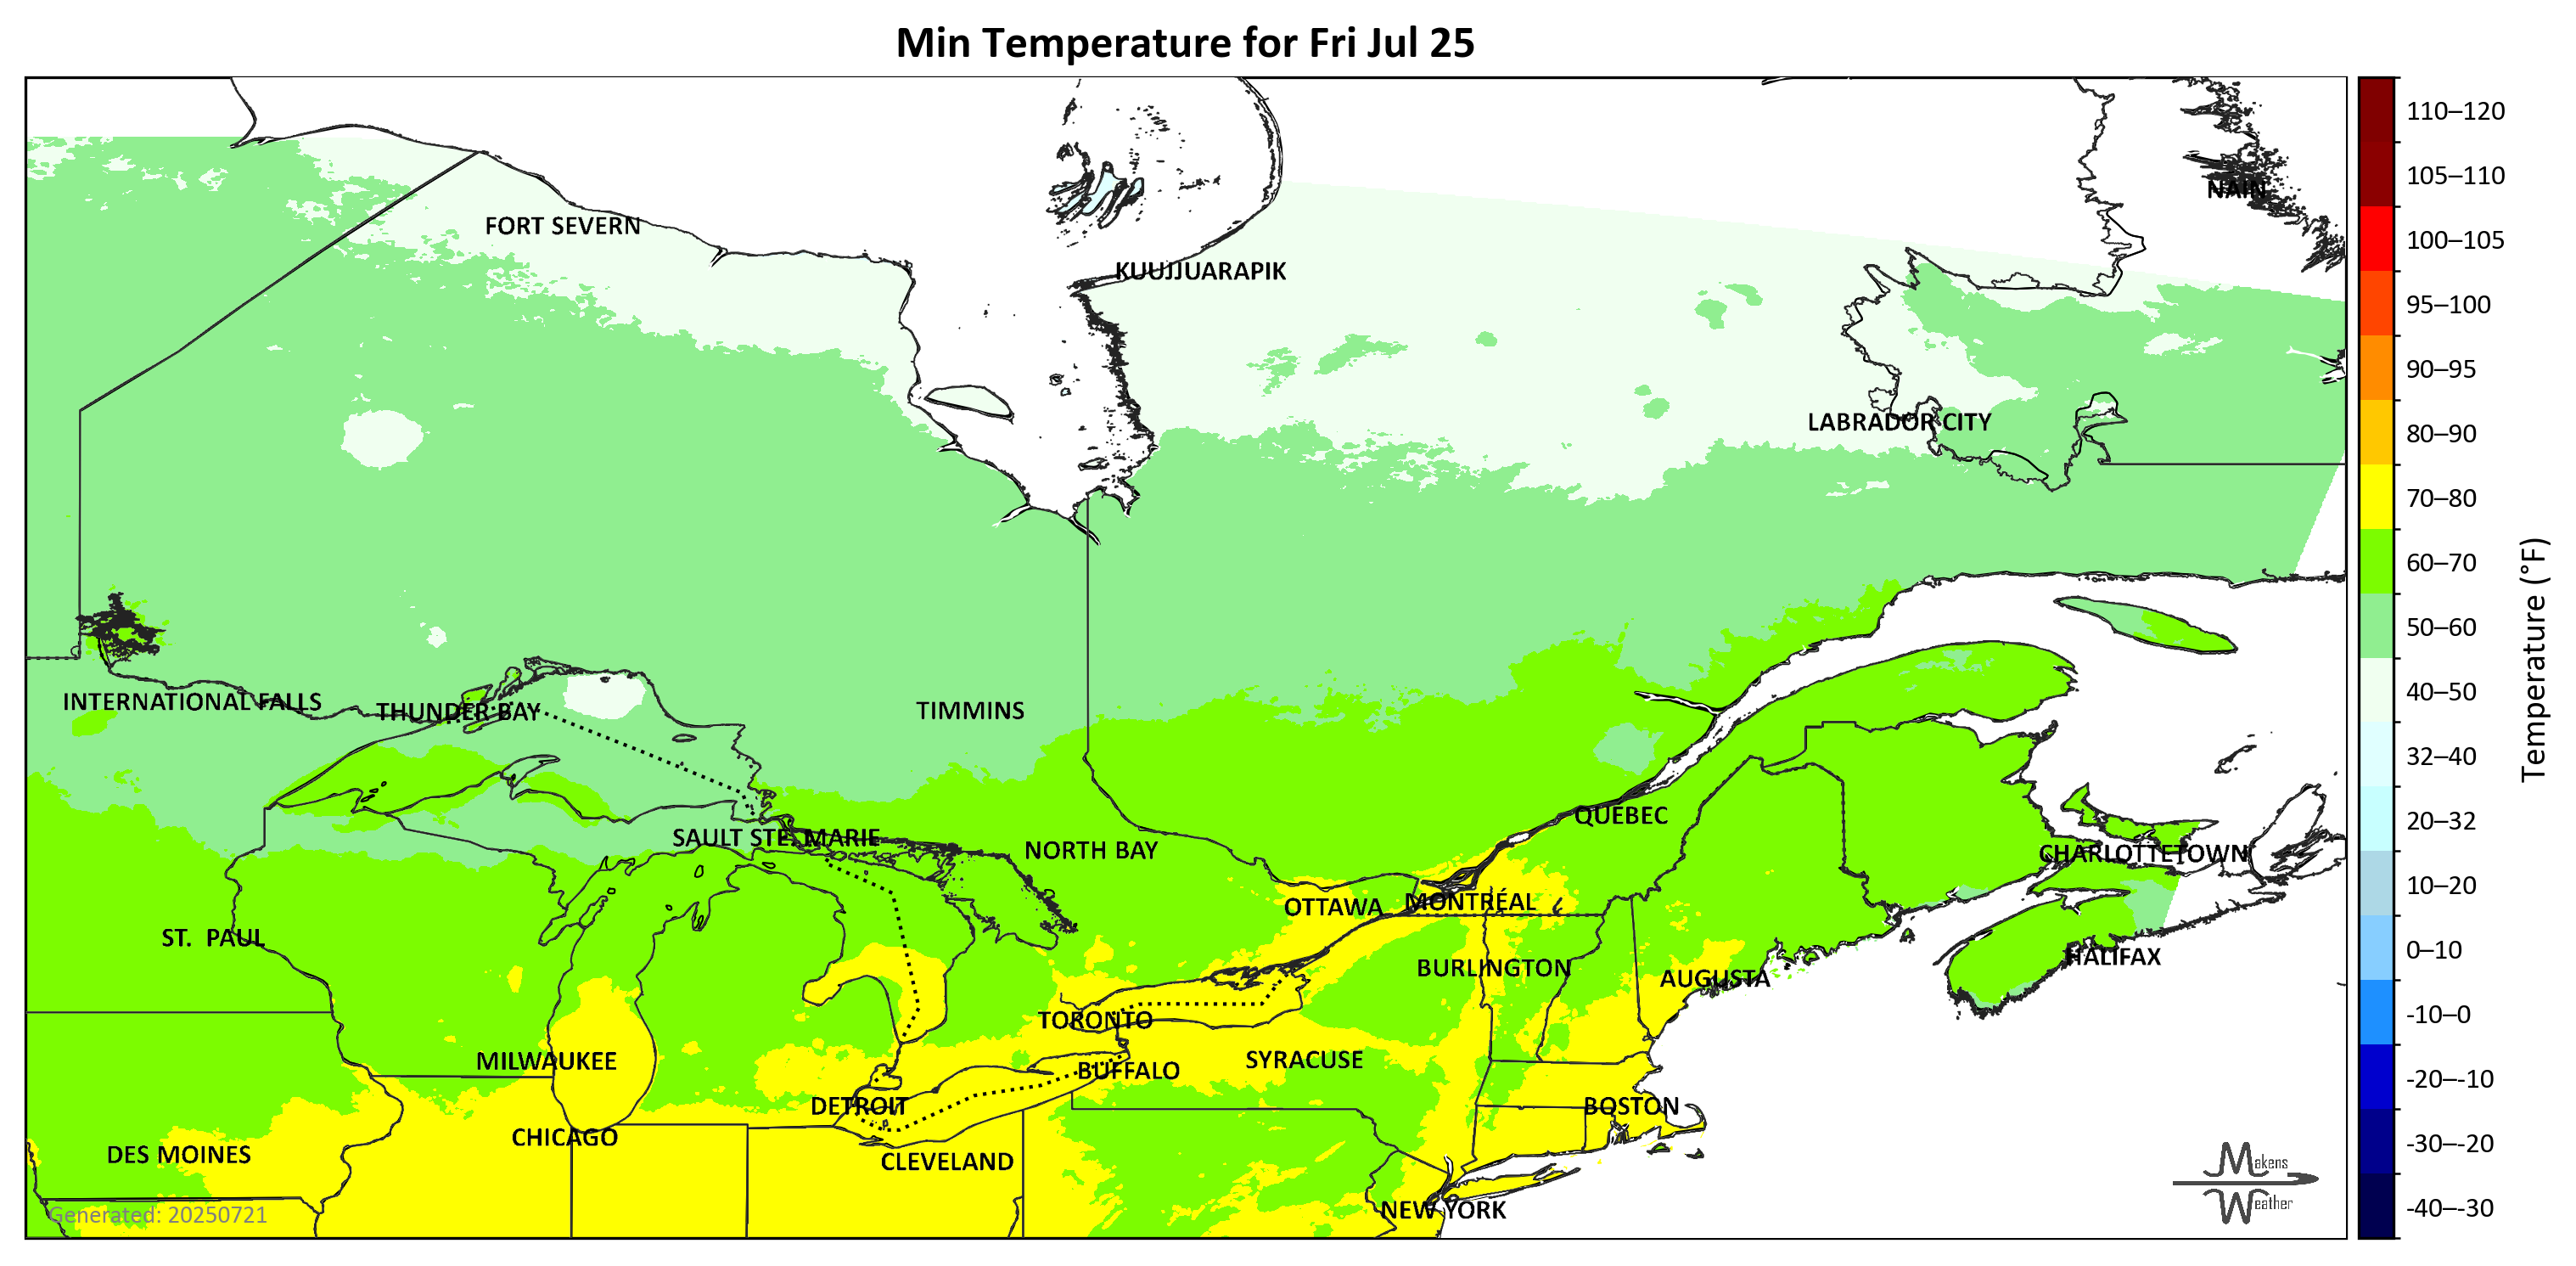 Min Temperature for Fri Jul 25
110–120
105–110
NAIN
FORT SEVERN
100–105
KUUJJUARAPIK
95–100
90–95
LABRADOR CITY
80–90
70–80
60–70
50–60
Temperature (°F)
40–50
INTERNATIONAL FALLS
THUNDER BAY
TIMMINS
32–40
QUÉBEC
20–32
SAULT STE. MARIE
NORTH BAY
CHARLOTTETOWN
10–20
OTTAWA
MONTRÉAL
ST.  PAUL
0–10
HALIFAX
BURLINGTON
AUGUSTA
-10–0
TORONTO
MILWAUKEE
SYRACUSE
BUFFALO
-20–-10
DETROIT
BOSTON
CHICAGO
-30–-20
DES MOINES
CLEVELAND
Makens
Weather
NEW YORK
-40–-30
Generated: 20250721